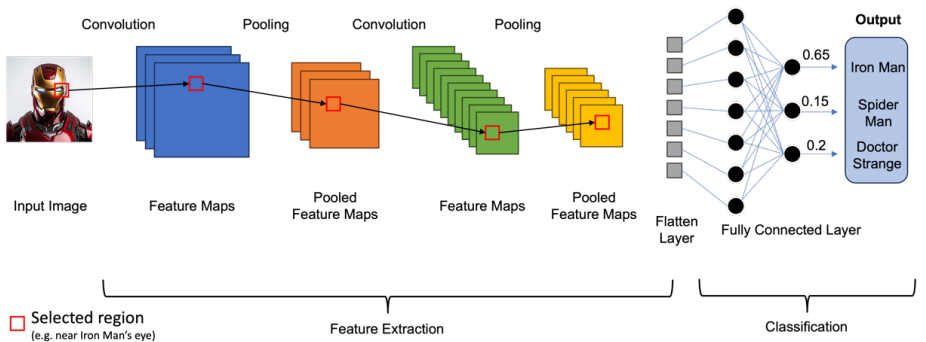 Convolution
Pooling
Convolution
Pooling
Output
0.65
Iron Man
0.15
Spider
Man
0.2
Doctor
Strange
Input Image
Feature Maps
Pooled
Feature Maps
Feature Maps
Pooled
Feature Maps
Flatten
Layer
Fully Connected Layer
Selected region
(e.g. near Iron Man's eye)
Feature Extraction
Classification